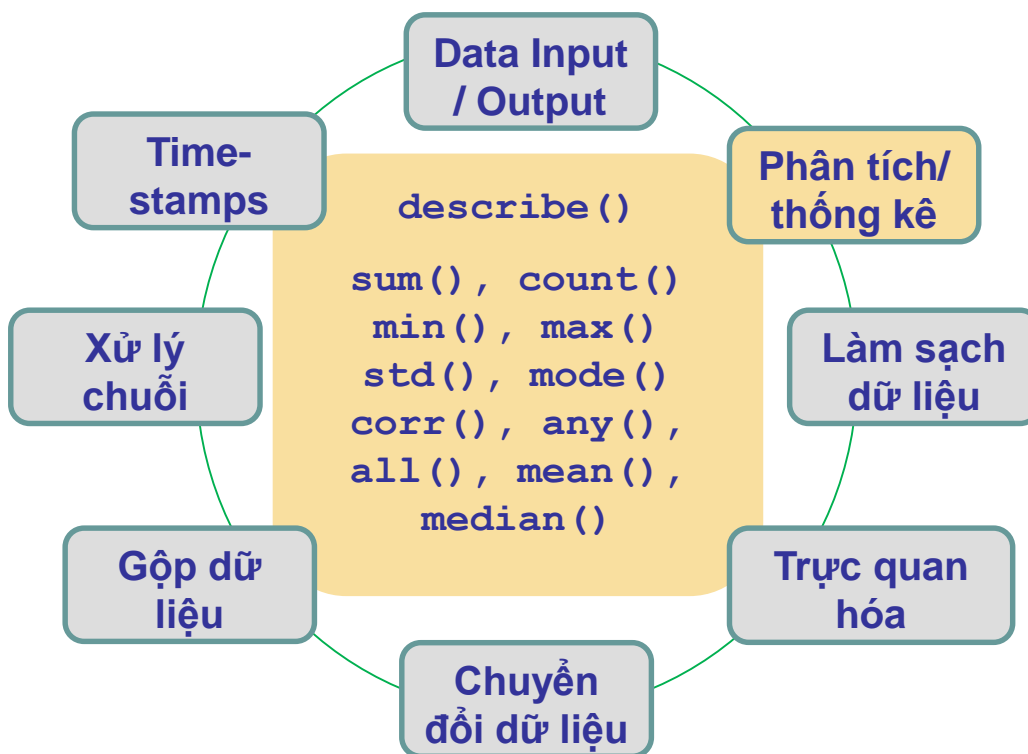 Data Input
/ Output
Time-
stamps
Phân tích/
thống kê
describe()
sum(), count()
min(), max()
std(), mode()
corr(), any(),
all(), mean(),
median()
Xử lý
chuỗi
Làm sạch
dữ liệu
Gộp dữ
liệu
Trực quan
hóa
Chuyển
đổi dữ liệu